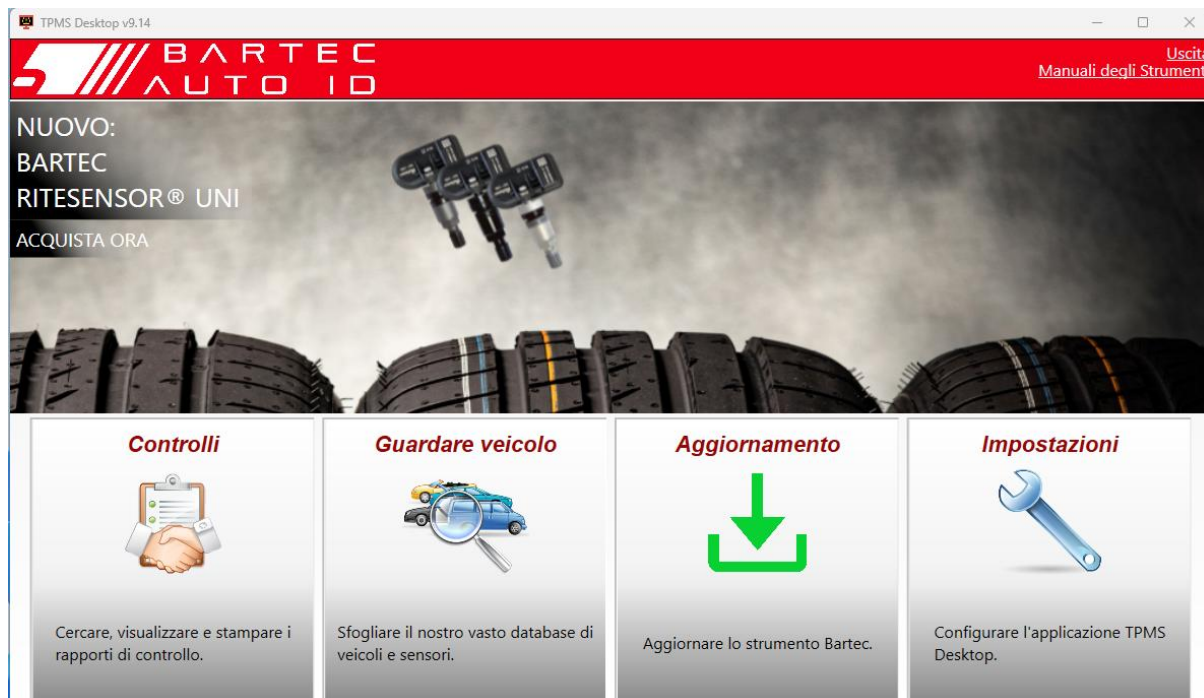 TPMS Desktop v9.14
BARTEC
AUTO ID
Manuali degli
NUOVO:
BARTEC
RITESENSOR® UNI
ACQUISTA ORA
Controlli
Cercare, visualizzare e stampare i
rapporti di controllo.
Guardare veicolo
Sfogliare il nostro vasto database di
veicoli e sensori.
Aggiornamento
Aggiornare lo strumento Bartec.
Impostazioni
Configurare l'applicazione TPMS
Desktop.